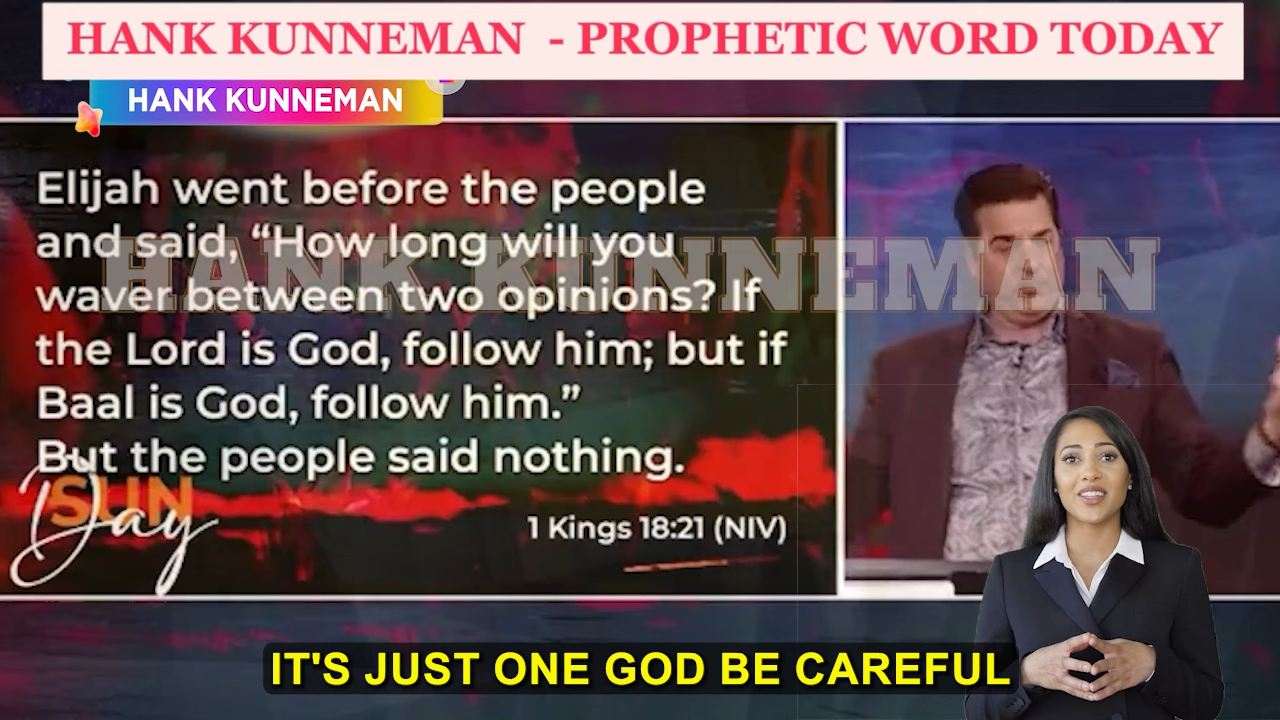 HANK KUNNEMAN - PROPHETIC WORD TODAY
HANK KUNNEMAN
Elijah went before the people
and said, “How long will you
waver between two opinions? If
the Lord is God, follow him; but if
Baal is God, follow him.”
But the people said nothing.
1 Kings 18:21 (NIV)
HANK KUNNEMAN
SUN
Day
IT'S JUST ONE GOD BE CAREFUL